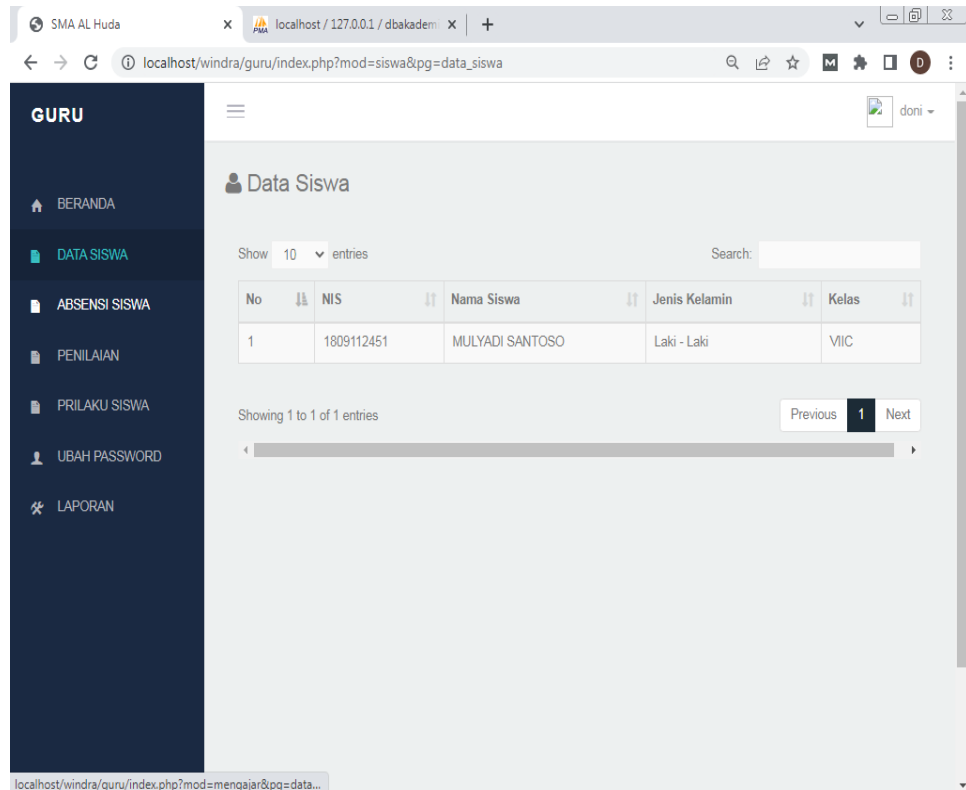 SMA AL Huda
localhost / 127.0.0.1 / dbakademi
localhost/windra/guru/index.php?mod=siswa&pg=data_siswa
M
D
GURU
doni
BERANDA
DATA SISWA
ABSENSI SISWA
PENILAIAN
PRILAKU SISWA
UBAH PASSWORD
LAPORAN
Data Siswa
Show 10 entries
Search:
No NIS Nama Siswa Jenis Kelamin Kelas
1 1809112451 MULYADI SANTOSO Laki - Laki VIIC
Showing 1 to 1 of 1 entries
Previous 1 Next
localhost/windra/guru/index.php?mod=mengajar&pg=data...